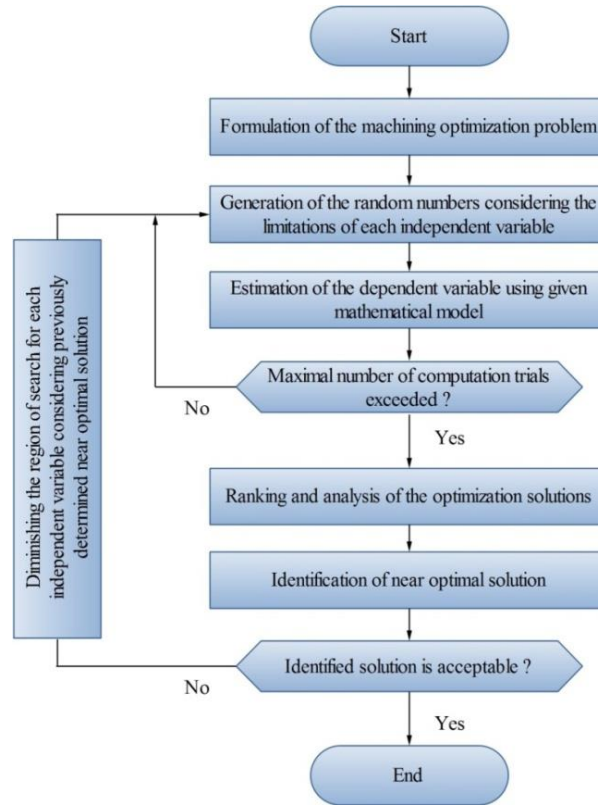 Start
Formulation of the machining optimization problem
Generation of the random numbers considering the
limitations of each independent variable
Estimation of the dependent variable using given
mathematical model
Maximal number of computation trials
exceeded ?
No
Yes
Ranking and analysis of the optimization solutions
Identification of near optimal solution
Identified solution is acceptable ?
No
Yes
End
Diminishing the region of search for each
independent variable considering previously
determined near optimal solution